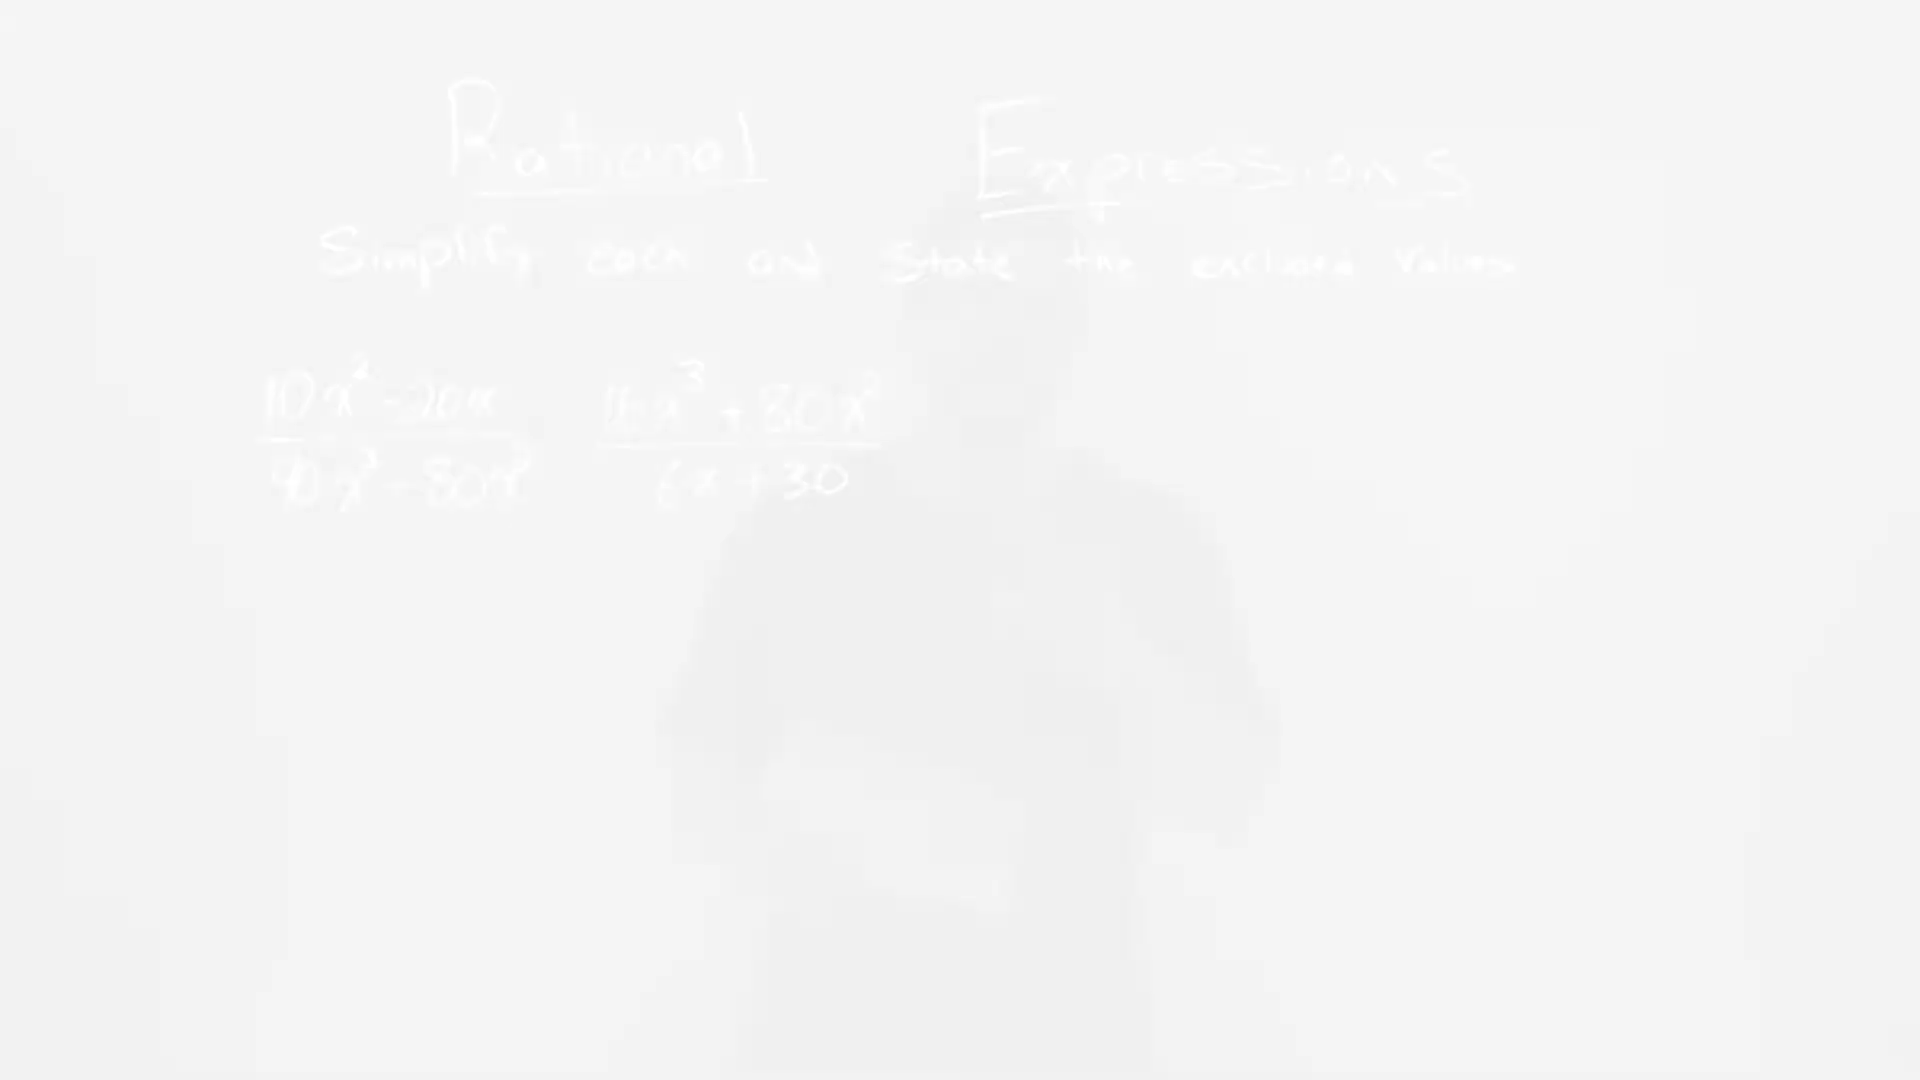 Rational Expressions
Simplify each and State the excluded values
10x² - 20x   16x³ + 80x²
40x³ - 80x²   6x + 30